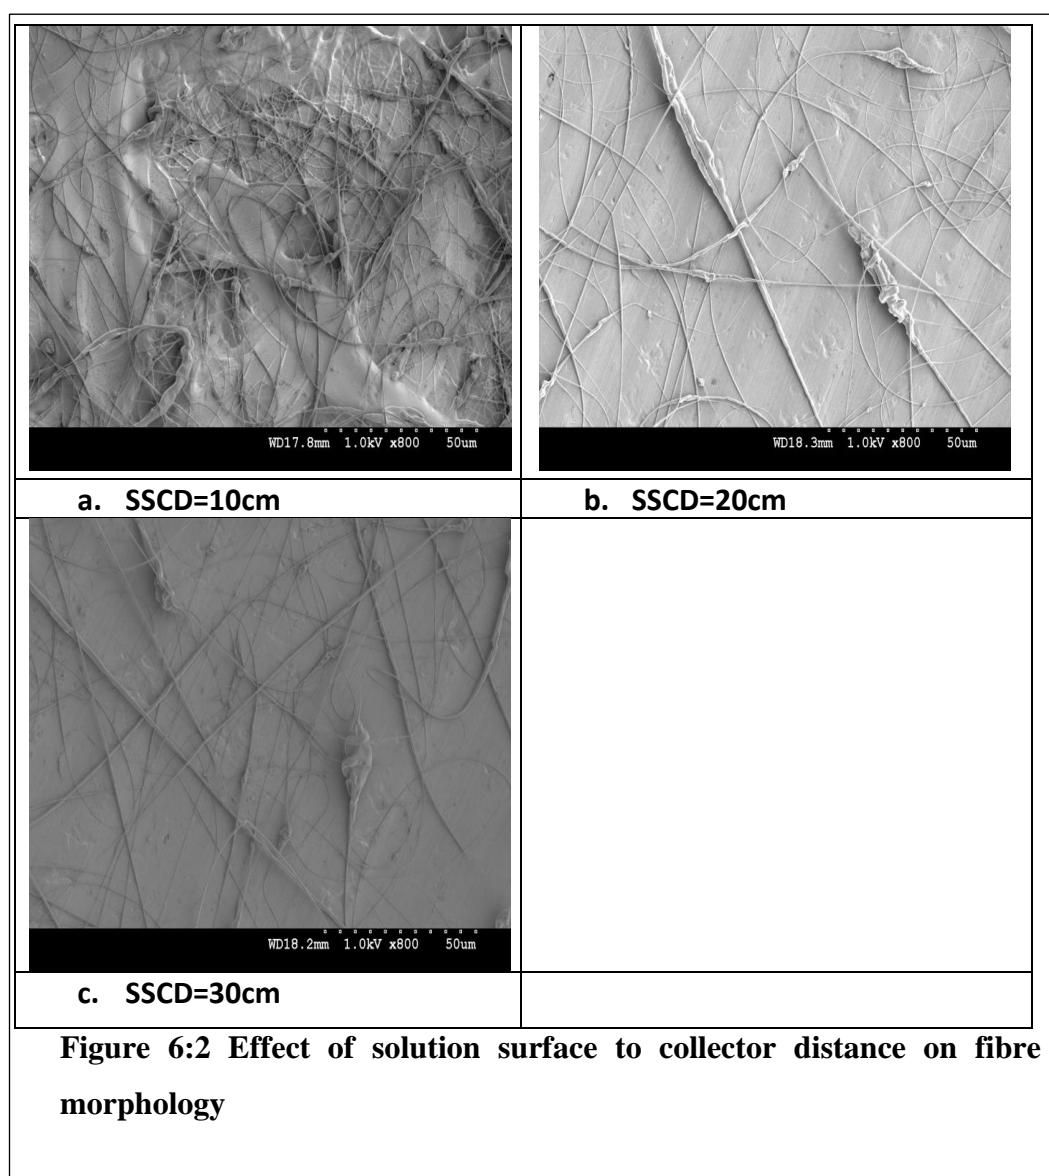 WD17.8mm 1.0kV x800 50um
WD18.3mm 1.0kV x800 50um
a. SSCD=10cm
b. SSCD=20cm
WD18.2mm 1.0kV x800 50um
c. SSCD=30cm
Figure 6:2 Effect of solution surface to collector distance on fibre
morphology